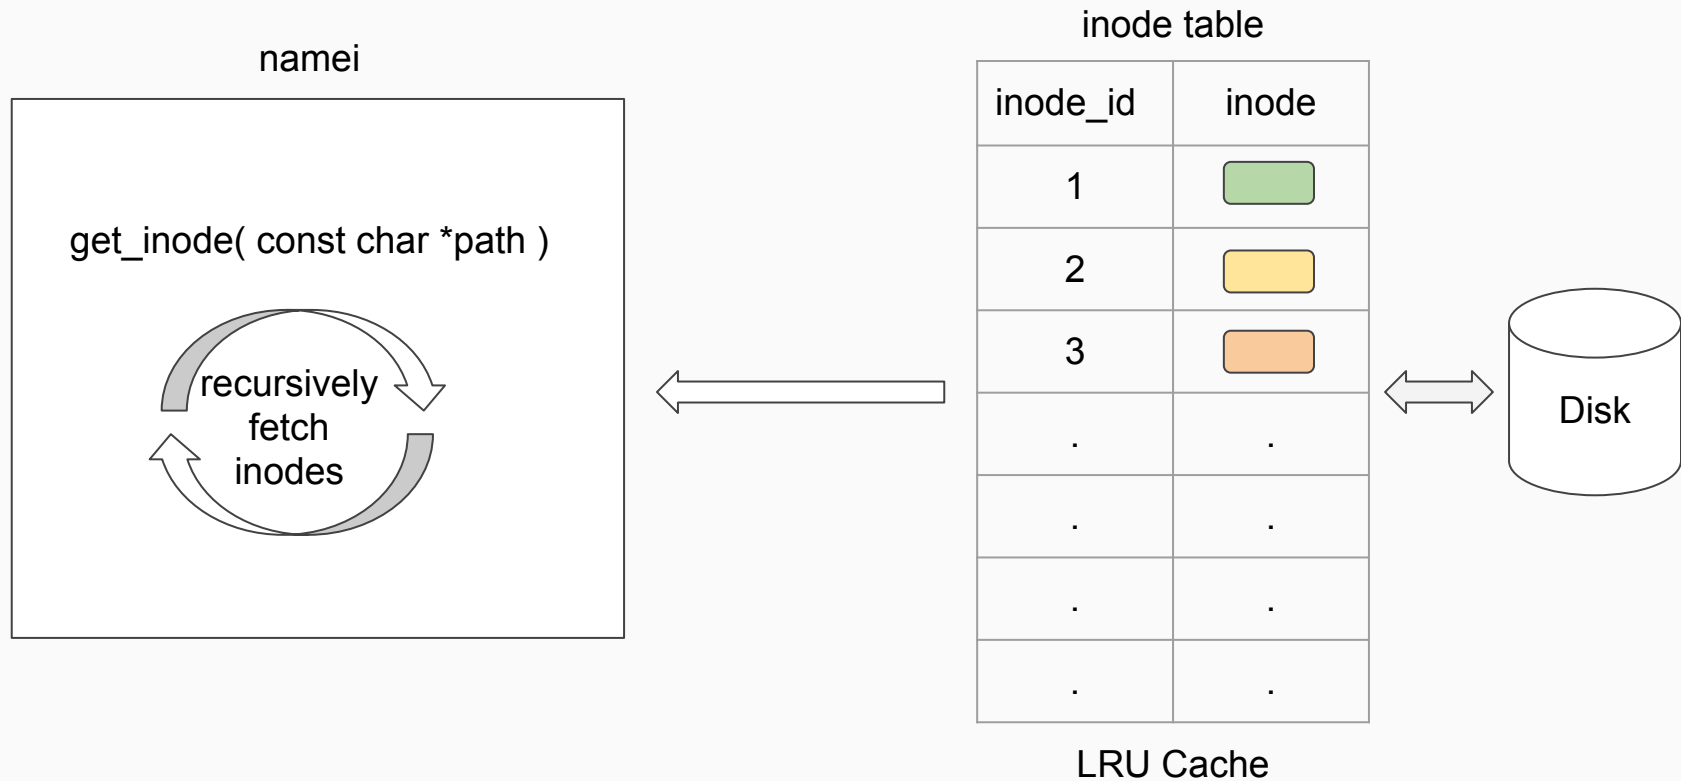 namei
get_inode( const char *path )
recursively
fetch
inodes
inode table
inode_id inode
1
2
3
. .
. .
. .
. .
LRU Cache
Disk